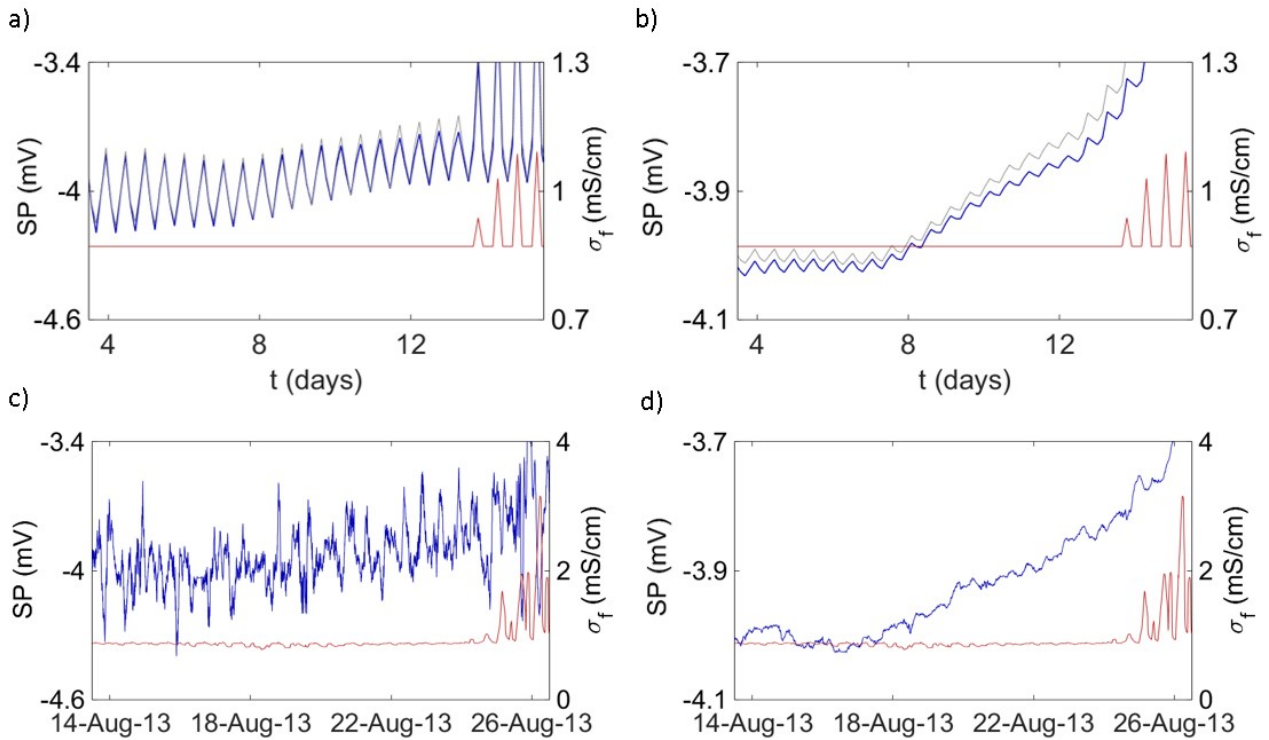 a)
-3.4
-4
-4.6
SP (mV)
1.3
1
0.7
σf (mS/cm)
4
8
12
t (days)
b)
-3.7
-3.9
-4.1
SP (mV)
1.3
1
0.7
σf (mS/cm)
4
8
12
t (days)
c)
-3.4
-4
-4.6
SP (mV)
4
2
0
σf (mS/cm)
14-Aug-13 18-Aug-13 22-Aug-13 26-Aug-13
d)
-3.7
-3.9
-4.1
SP (mV)
4
2
0
σf (mS/cm)
14-Aug-13 18-Aug-13 22-Aug-13 26-Aug-13